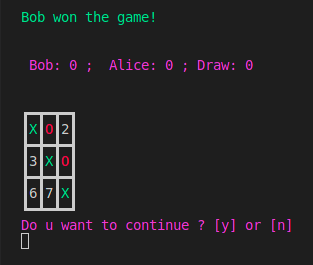 Bob won the game!
Bob: 0 ; Alice: 0 ; Draw: 0
X O 2
3 X O
6 7 X
Do u want to continue ? [y] or [n]